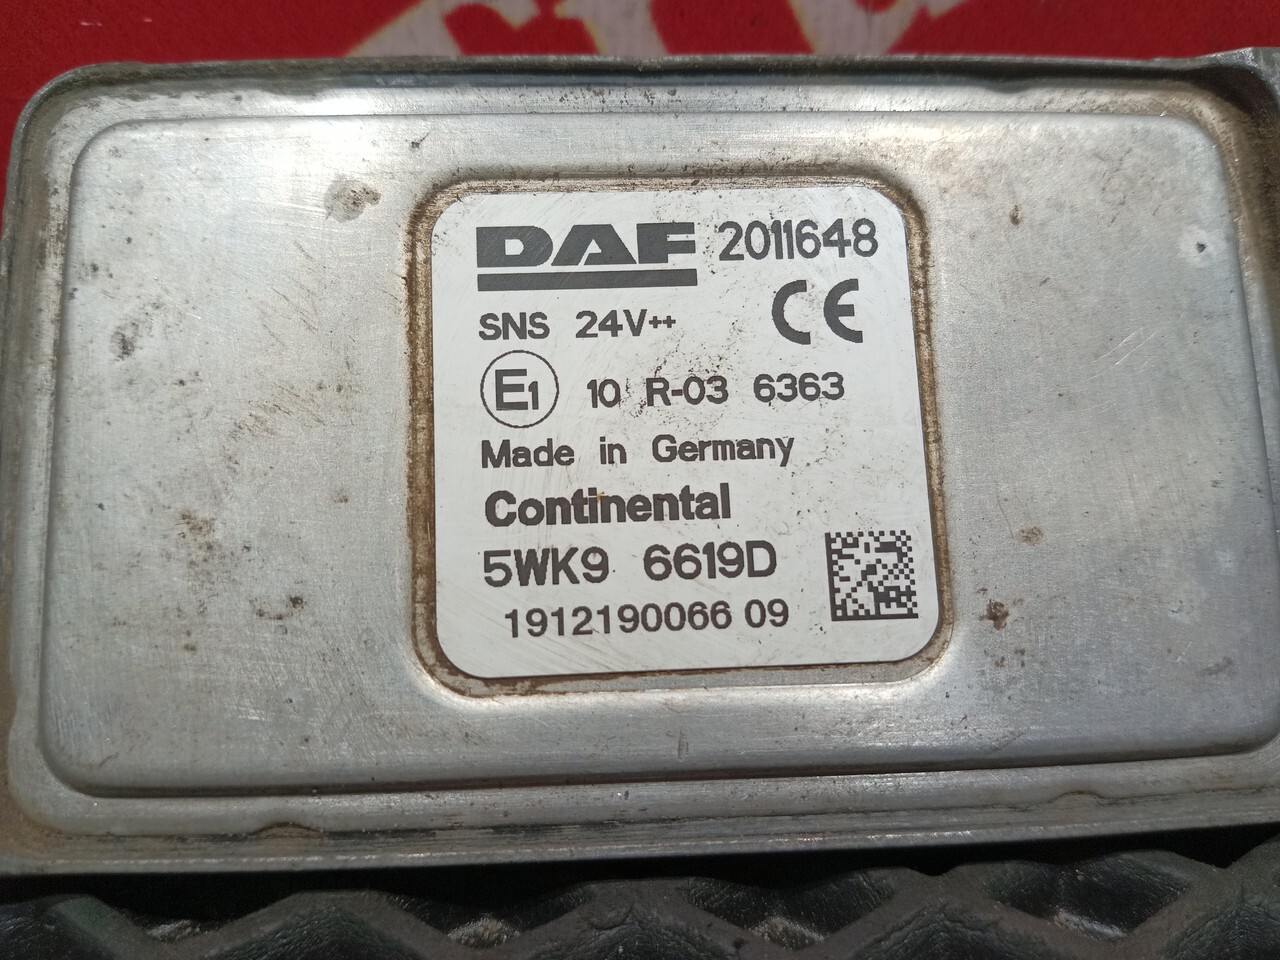 DAF 2011648
SNS 24V++
CE
E1 10 R-03 6363
Made in Germany
Continental
5WK9 6619D
1912190066 09